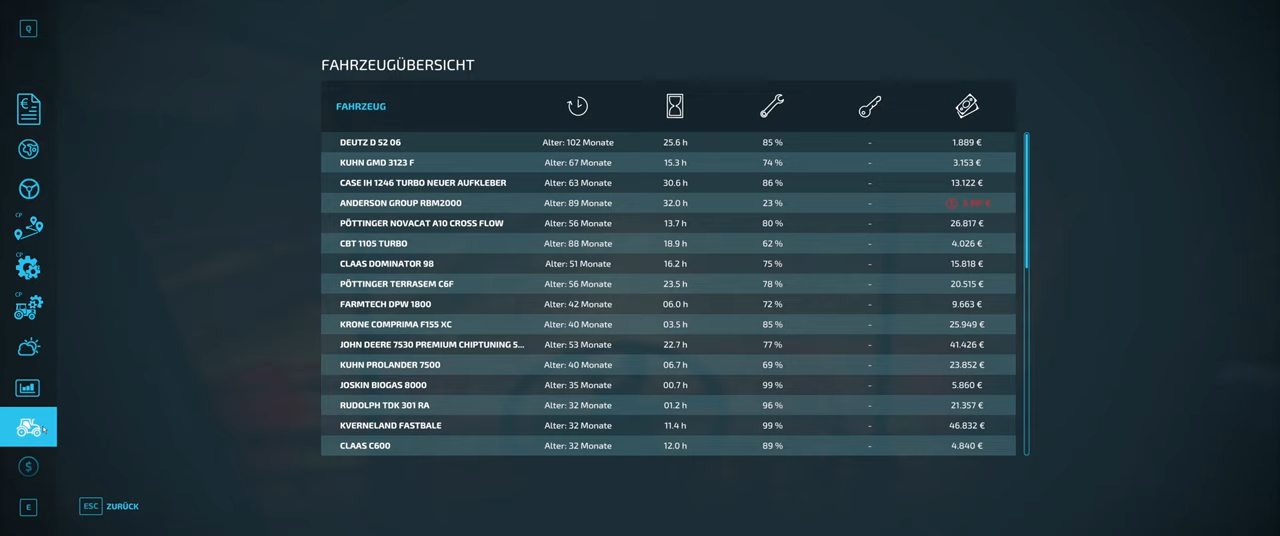 Q
FAHRZEUGÜBERSICHT
FAHRZEUG
DEUTZ D 52 06 Alter: 102 Monate 25.6 h 85 % - 1.889 €
KUHN GMD 3123 F Alter: 67 Monate 15.3 h 74 % - 3.153 €
CASE IH 1246 TURBO NEUER AUFKLEBER Alter: 63 Monate 30.6 h 86 % - 13.122 €
ANDERSON GROUP RBM2000 Alter: 89 Monate 32.0 h 23 % -
PÖTTINGER NOVACAT A10 CROSS FLOW Alter: 56 Monate 13.7 h 80 % - 26.817 €
CBT 1105 TURBO Alter: 88 Monate 18.9 h 62 % - 4.026 €
CLAAS DOMINATOR 98 Alter: 51 Monate 16.2 h 75 % - 15.818 €
PÖTTINGER TERRASEM C6F Alter: 56 Monate 23.5 h 78 % - 20.515 €
FARMTECH DPW 1800 Alter: 42 Monate 06.0 h 72 % - 9.663 €
KRONE COMPRIMA F155 XC Alter: 40 Monate 03.5 h 85 % - 25.949 €
JOHN DEERE 7530 PREMIUM CHIPTUNING S... Alter: 53 Monate 22.7 h 77 % - 41.426 €
KUHN PROLANDER 7500 Alter: 40 Monate 06.7 h 69 % - 23.852 €
JOSKIN BIOGAS 8000 Alter: 35 Monate 00.7 h 99 % - 5.860 €
RUDOLPH TDK 301 RA Alter: 32 Monate 01.2 h 96 % - 21.357 €
KVERNELAND FASTBALE Alter: 32 Monate 11.4 h 99 % - 46.832 €
CLAAS C600 Alter: 32 Monate 12.0 h 89 % - 4.840 €
CP
CP
CP
E
ESC ZURÜCK